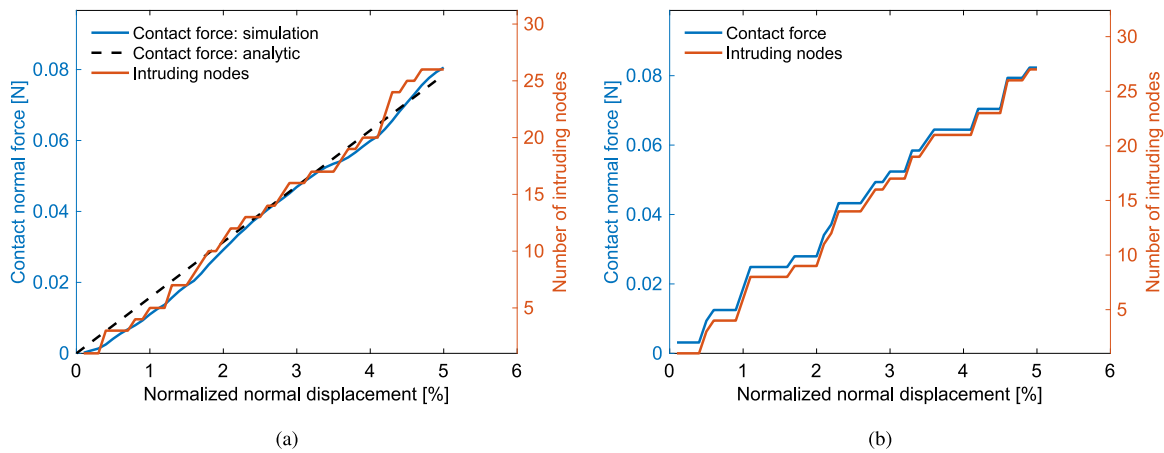 Contact force: simulation
Contact force: analytic
Intruding nodes
Contact normal force [N]
0.08
0.06
0.04
0.02
0
30
25
20
15
10
5
Number of intruding nodes
0 1 2 3 4 5 6
Normalized normal displacement [%]
(a)
Contact force
Intruding nodes
Contact normal force [N]
0.08
0.06
0.04
0.02
0
30
25
20
15
10
5
Number of intruding nodes
0 1 2 3 4 5 6
Normalized normal displacement [%]
(b)